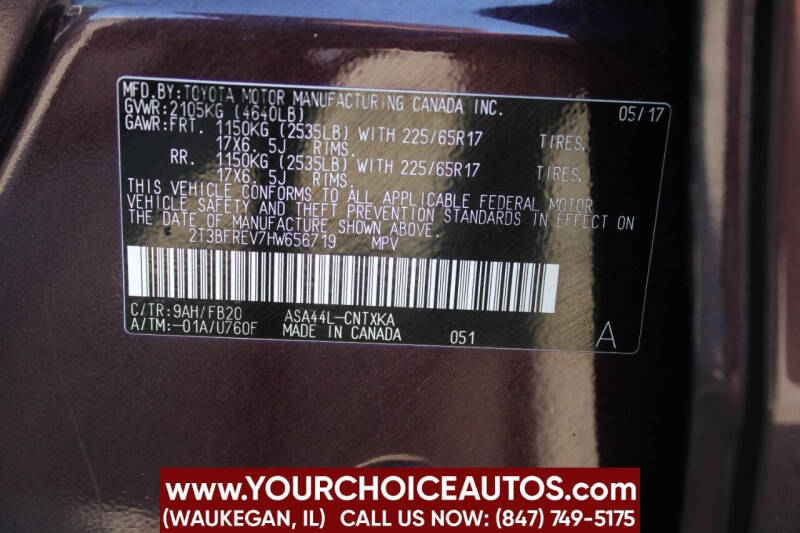 MFD.BY:TOYOTA MOTOR MANUFACTURING CANADA INC. 05/17
GVWR:2105KG (4640LB)
GAWR:FRT. 1150KG (2535LB) WITH 225/65R17 TIRES,
17X6. 5J RIMS.
RR. 1150KG (2535LB) WITH 225/65R17 TIRES,
17X6. 5J RIMS.
THIS VEHICLE CONFORMS TO ALL APPLICABLE FEDERAL MOTOR
VEHICLE SAFETY AND THEFT PREVENTION STANDARDS IN EFFECT ON
THE DATE OF MANUFACTURE SHOWN ABOVE.
2T3BFREV7HW656719 MPV
C/TR:9AH/FB20 ASA44L-CNTXKA
A/TM:-01A/U760F MADE IN CANADA 051 A
www.YOURCHOICEAUTOS.com
(WAUKEGAN, IL) CALL US NOW: (847) 749-5175